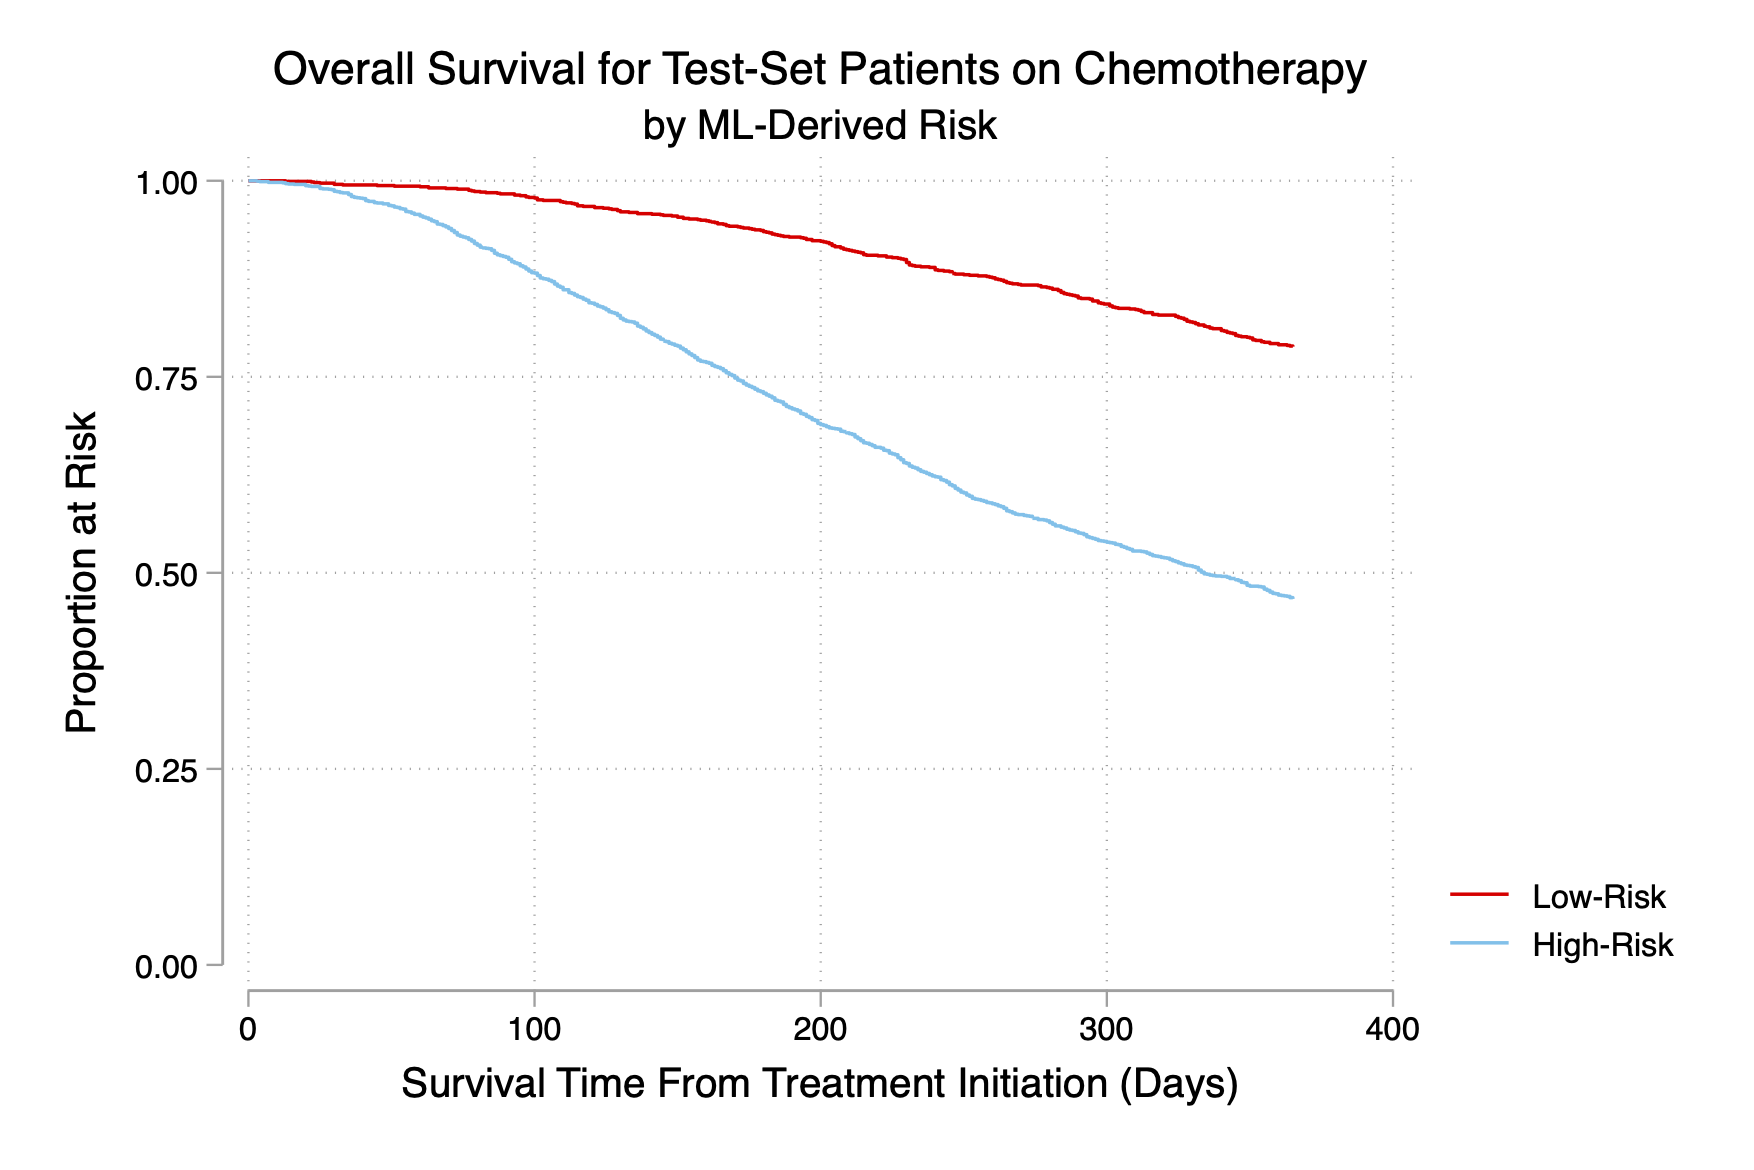 Overall Survival for Test-Set Patients on Chemotherapy
by ML-Derived Risk
Proportion at Risk
1.00
0.75
0.50
0.25
0.00
0 100 200 300 400
Survival Time From Treatment Initiation (Days)
Low-Risk
High-Risk